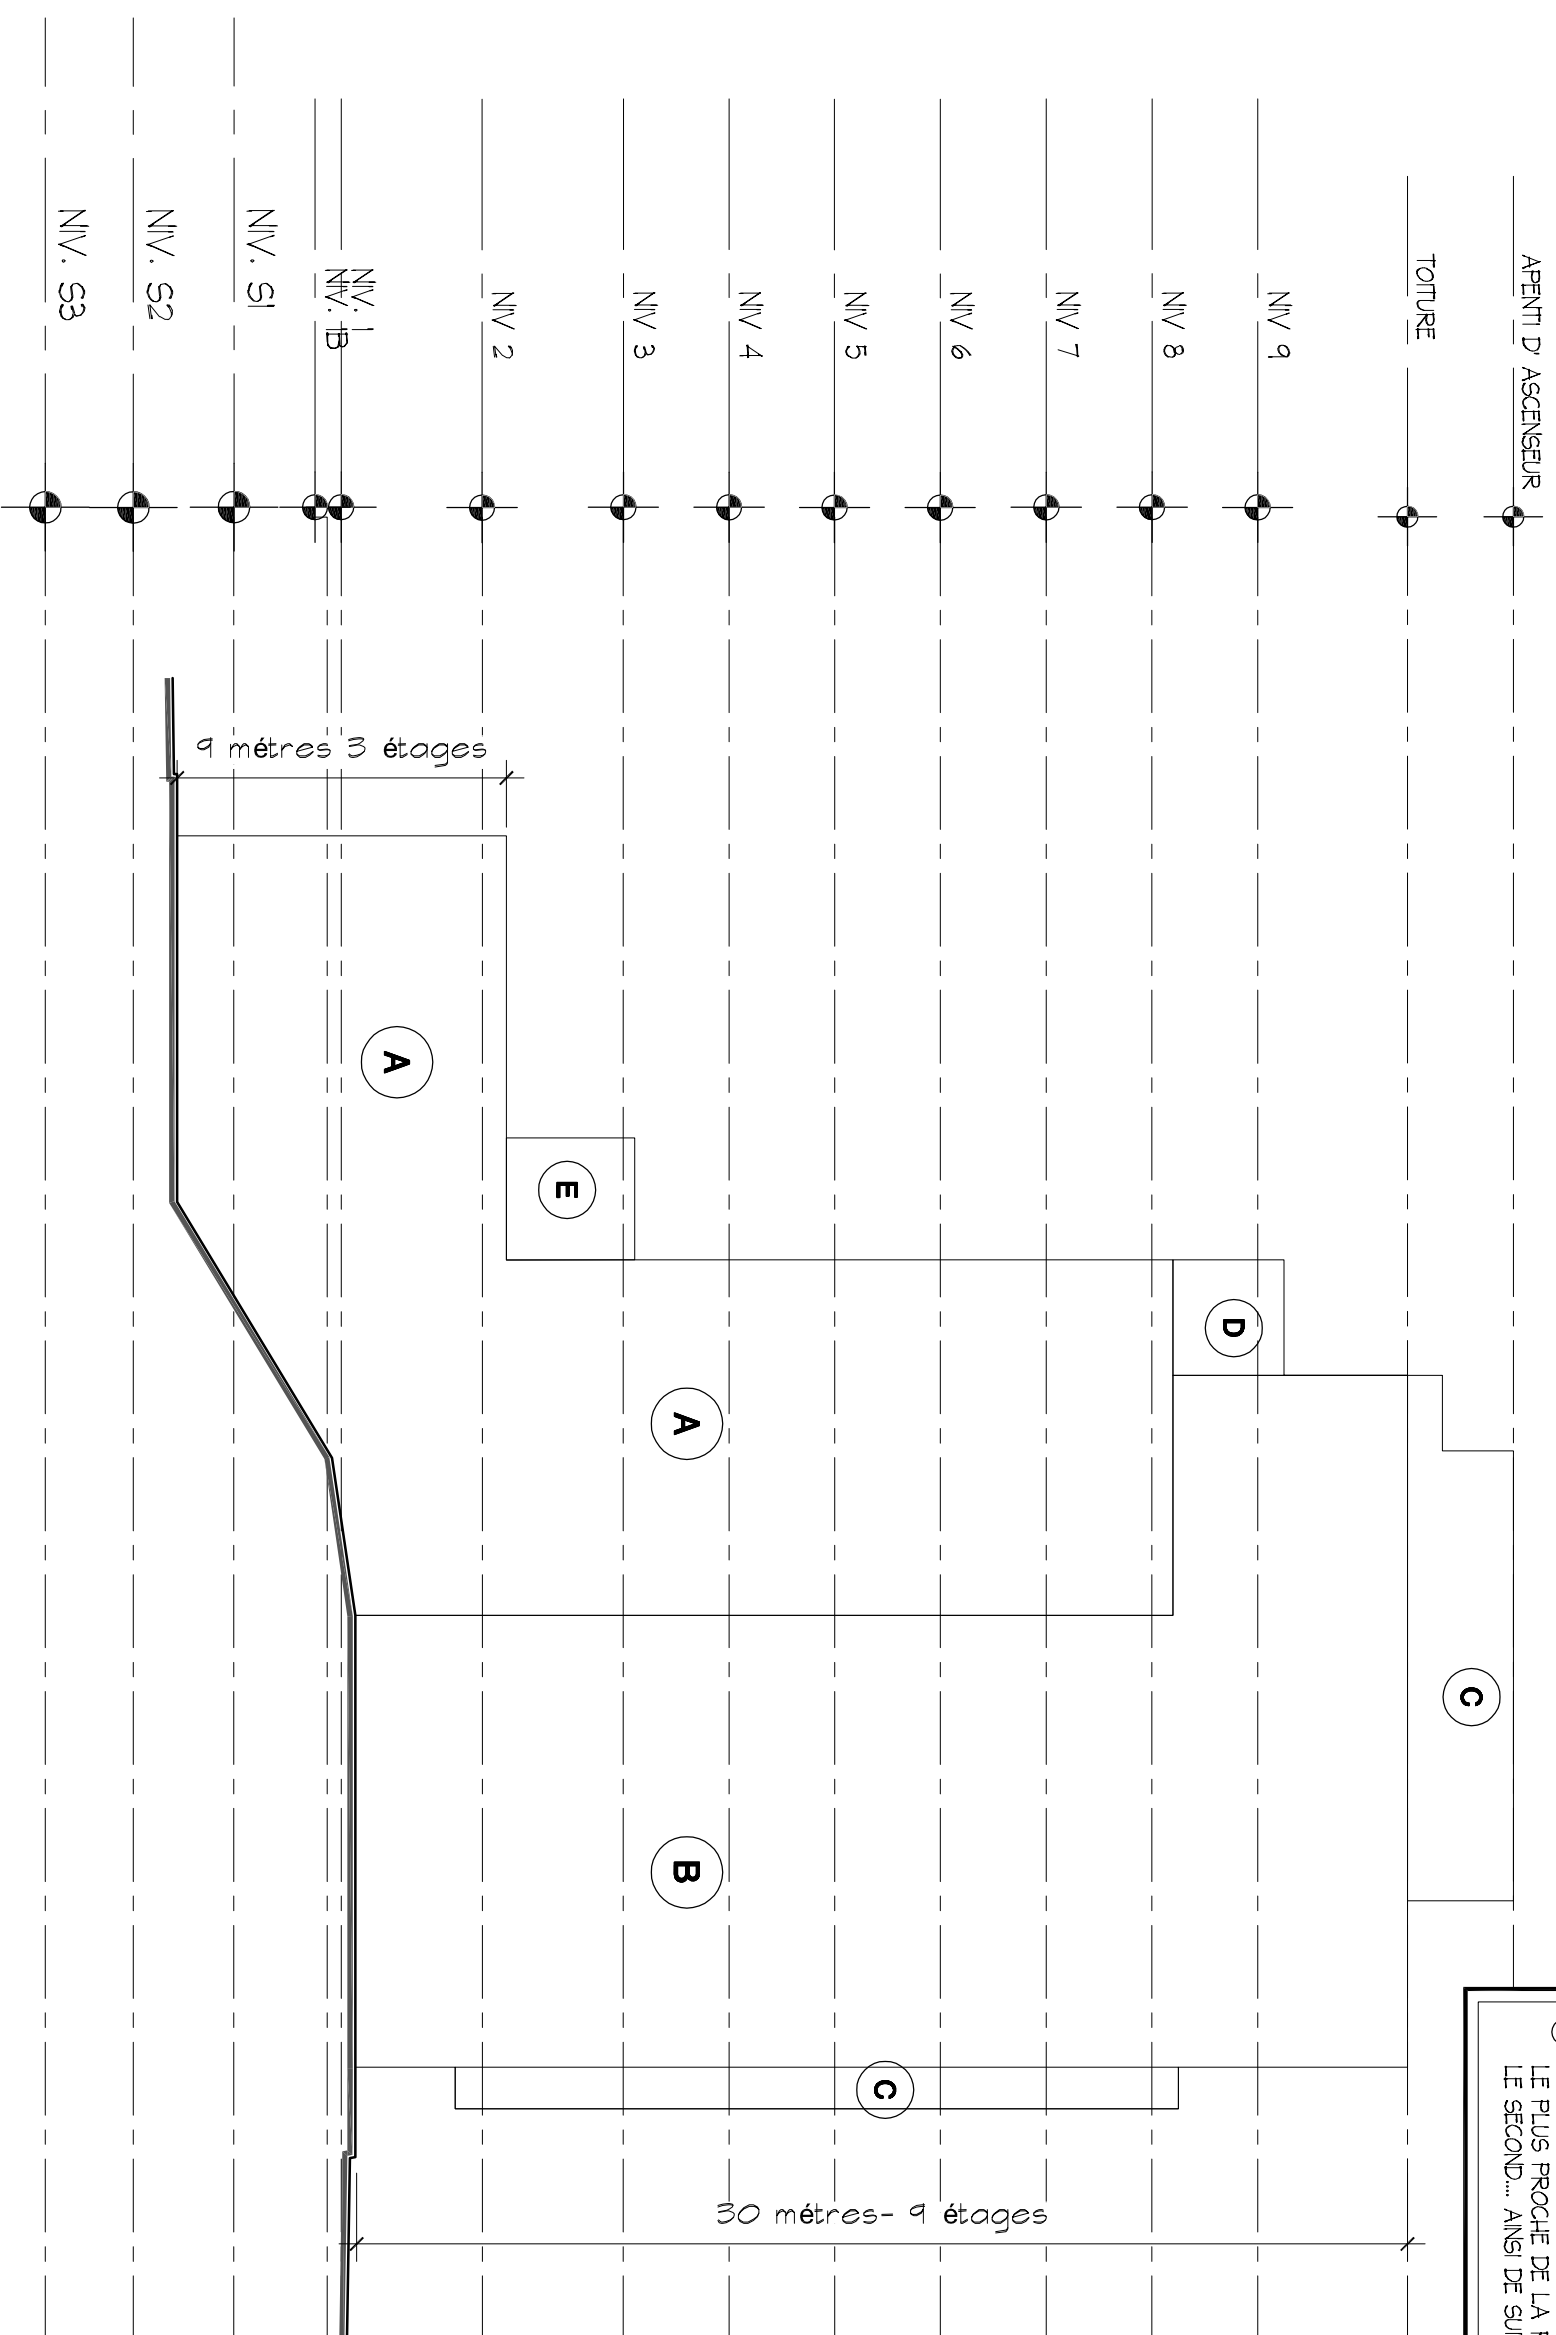 APENTI D' ASCENSEUR
TOITURE
NIV 9
NIV 8
NIV 7
NIV 6
NIV 5
NIV 4
NIV 3
NIV 2
NIV. 1
NIV. 1B
NIV. S1
NIV. S2
NIV. S3
9 métres 3 étages
A
E
A
D
C
B
C
30 métres- 9 étages
LE PLUS PROCHE DE LA
LE SECOND.... AINSI DE